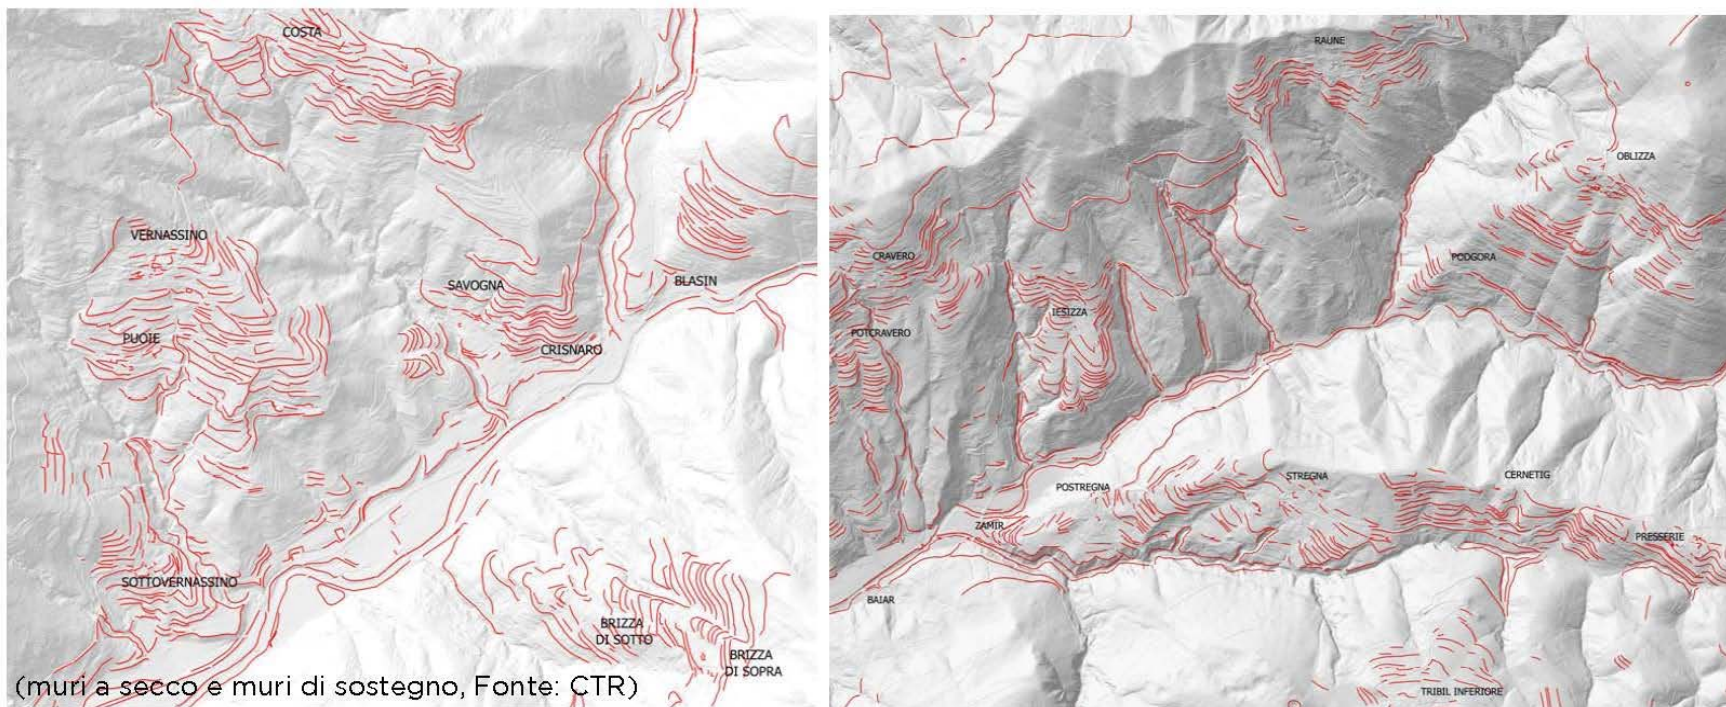 COSTA
VERNASSINO
SAVOGNA
BLASIN
PUOIE
CRISNARO
SOTTOVERNASSINO
BRIZZA
DI SOTTO
BRIZZA
DI SOPRA
(muri a secco e muri di sostegno, Fonte: CTR)
RAUNE
OBLIZZA
CRAVERO
PODGORA
IESIZZA
POTCRAVERO
STREGNA
CERNETIG
POSTREGNA
ZAMIR
PRESSERIE
BAIAR
TRIBIL INFERIORE